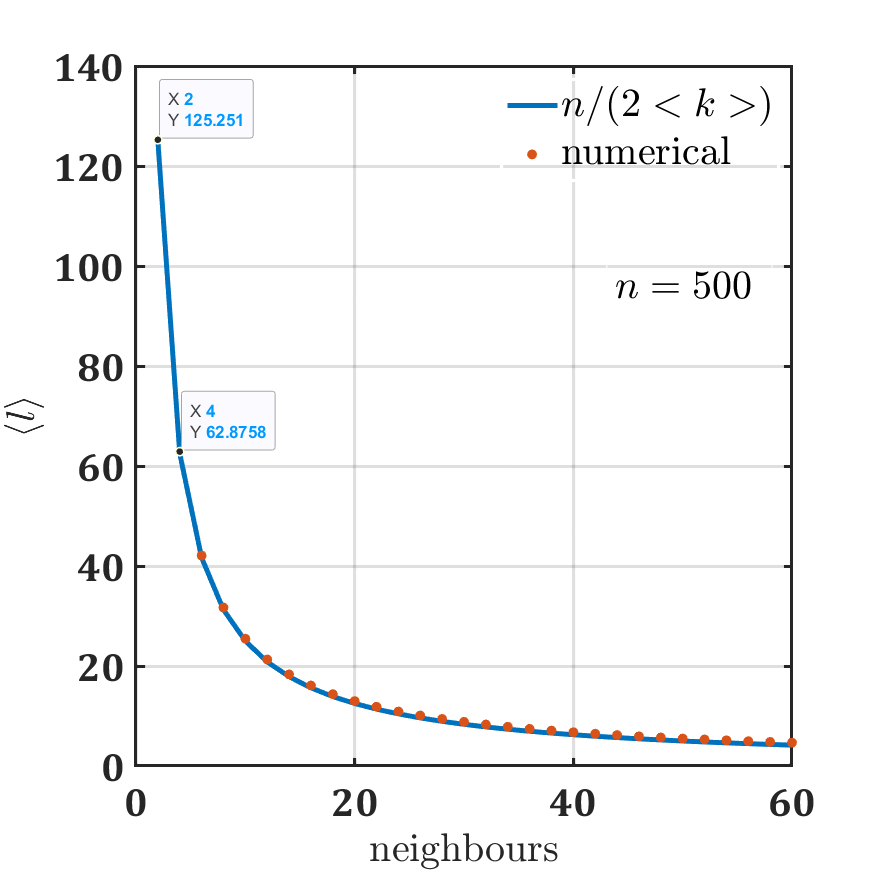 140
X 2
Y 125.251
n/(2 < k >)
numerical
120
100
n = 500
80
⟨l⟩
X 4
Y 62.8758
60
40
20
0
0 20 40 60
neighbours